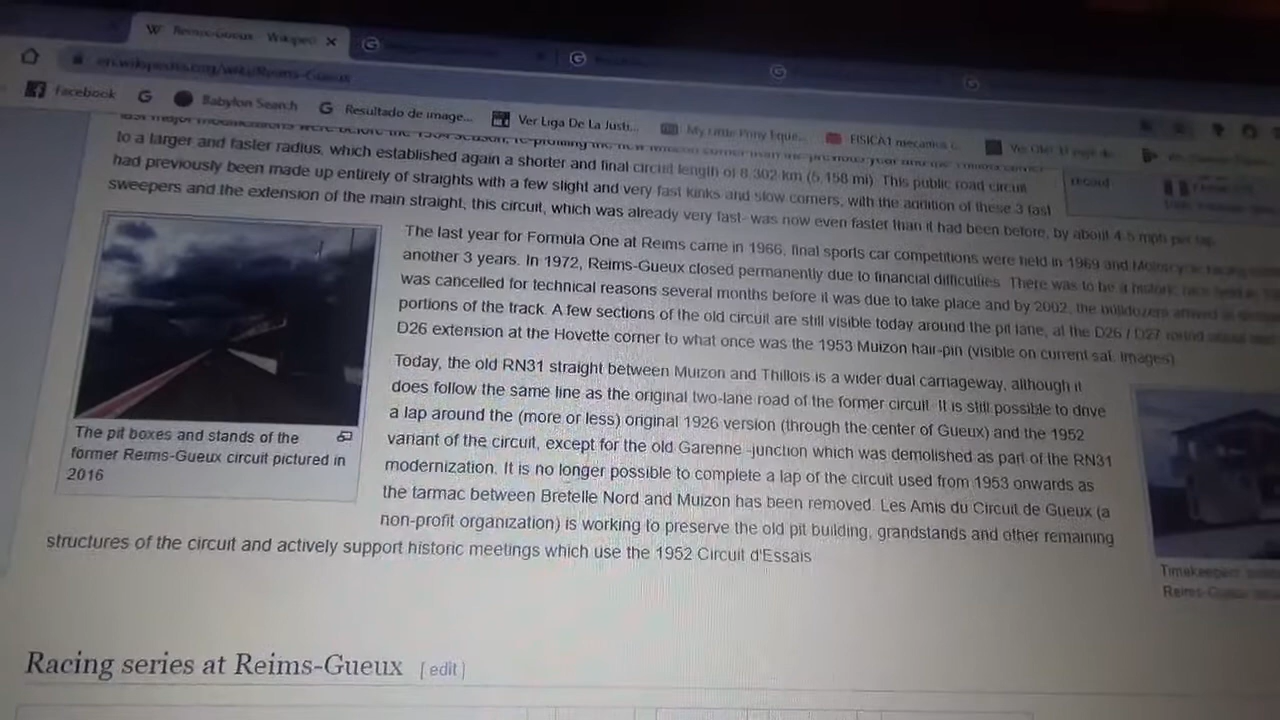 Reims-Gueux Wikiped
en.wikipedia.org/wiki/Reims-Gueux
Facebook
Babylon Search
Resultado de image...
Ver Liga De La Justi...
My Little Pony Eque...
FISICA1 mecanica
to a larger and faster radius, which established again a shorter and final circuit length of 8.302 km (5.158 mi). This public road circuit
had previously been made up entirely of straights with a few slight and very fast kinks and slow corners, with the addition of these 3 fast
sweepers and the extension of the main straight, this circuit, which was already very fast- was now even faster than it had been before, by about 4-5 mph per lap
record
The last year for Formula One at Reims came in 1966, final sports car competitions were held in 1969 and Motorcycle racing
another 3 years. In 1972, Reims-Gueux closed permanently due to financial difficulties. There was to be a historic race held in
was cancelled for technical reasons several months before it was due to take place and by 2002, the bulldozers arrived
portions of the track. A few sections of the old circuit are still visible today around the pit lane, at the D26 / D27
D26 extension at the Hovette corner to what once was the 1953 Muizon hair-pin (visible on current sat. images)
Today, the old RN31 straight between Muizon and Thillois is a wider dual carriageway, although it
does follow the same line as the original two-lane road of the former circuit. It is still possible to drive
a lap around the (more or less) original 1926 version (through the center of Gueux) and the 1952
variant of the circuit, except for the old Garenne -junction which was demolished as part of the RN31
modernization. It is no longer possible to complete a lap of the circuit used from 1953 onwards as
the tarmac between Bretelle Nord and Muizon has been removed. Les Amis du Circuit de Gueux (a
non-profit organization) is working to preserve the old pit building, grandstands and other remaining
structures of the circuit and actively support historic meetings which use the 1952 Circuit d'Essais
The pit boxes and stands of the
former Reims-Gueux circuit pictured in
2016
Reims-Gueux
Racing series at Reims-Gueux [ edit ]